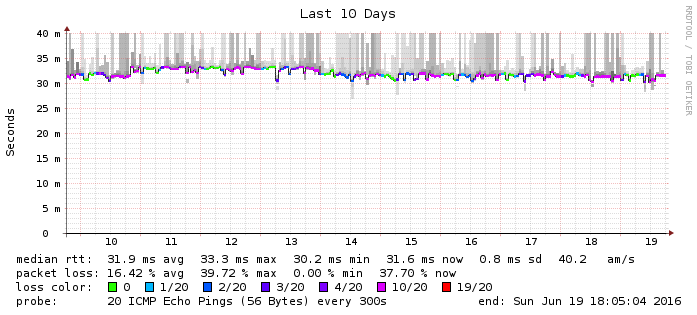 Last 10 Days
RRDTOOL / TOBI OETIKER
Seconds
40 m
35 m
30 m
25 m
20 m
15 m
10 m
5 m
0
10 11 12 13 14 15 16 17 18 19
median rtt: 31.9 ms avg 33.3 ms max 30.2 ms min 31.6 ms now 0.8 ms sd 40.2 am/s
packet loss: 16.42 % avg 39.72 % max 0.00 % min 37.70 % now
loss color: 0 1/20 2/20 3/20 4/20 10/20 19/20
probe: 20 ICMP Echo Pings (56 Bytes) every 300s end: Sun Jun 19 18:05:04 2016